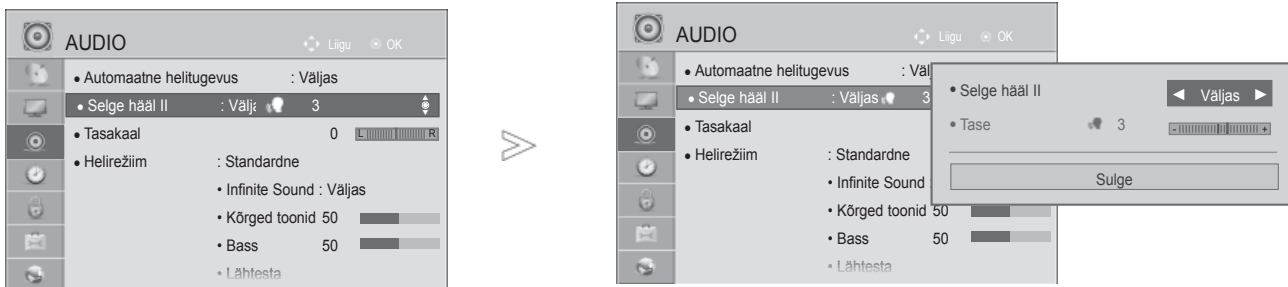 AUDIO
Liigu OK
• Automaatne helitugevus : Väljas
• Selge hääl II : Välja 3
• Tasakaal 0 L R
• Helirežiim : Standardne
• Infinite Sound : Väljas
• Kõrged toonid 50
• Bass 50
• Lähtesta
AUDIO
Liigu OK
• Automaatne helitugevus : Väl
• Selge hääl II : Väljas 3
• Tasakaal
• Helirežiim : Standardne
• Infinite Sound :
• Kõrged toonid 50
• Bass 50
• Lähtesta
• Selge hääl II ◄ Väljas ►
• Tase 3 - +
Sulge